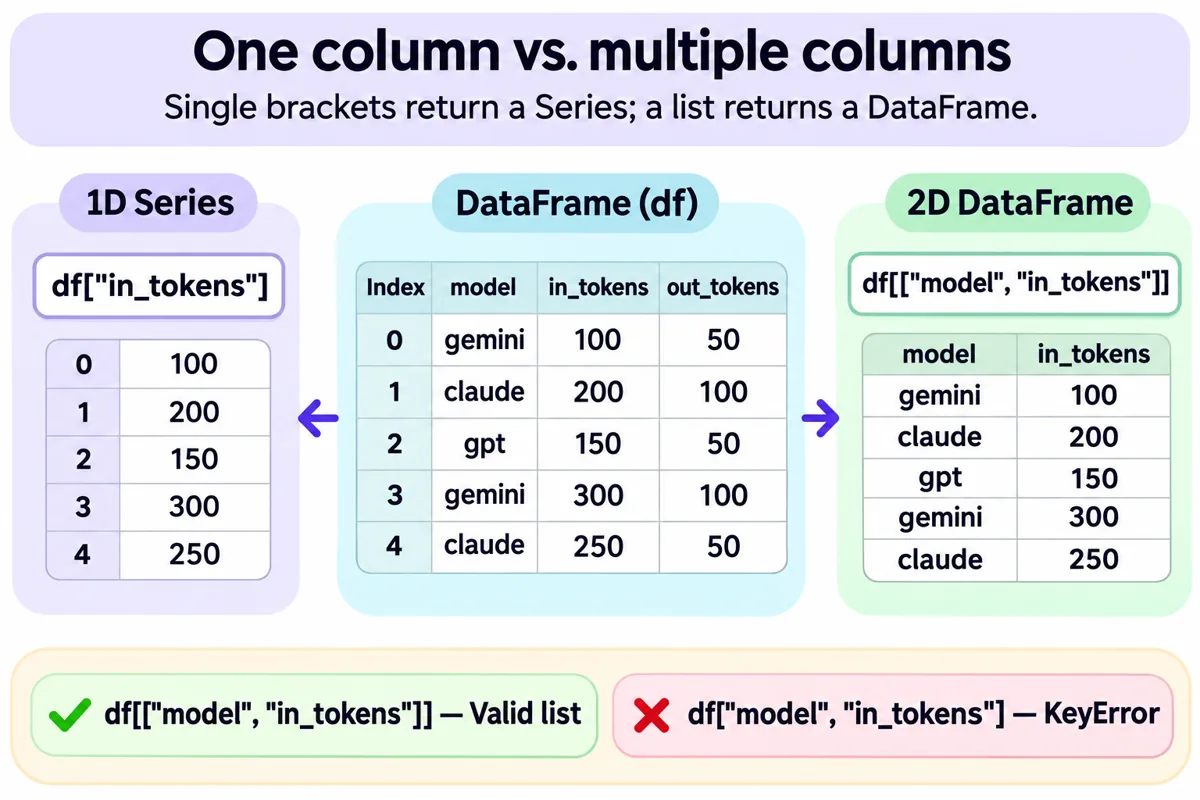 One column vs. multiple columns
Single brackets return a Series; a list returns a DataFrame.
1D Series
df["in_tokens"]
0 100
1 200
2 150
3 300
4 250
DataFrame (df)
Index model in_tokens out_tokens
0 gemini 100 50
1 claude 200 100
2 gpt 150 50
3 gemini 300 100
4 claude 250 50
2D DataFrame
df[["model", "in_tokens"]]
model in_tokens
gemini 100
claude 200
gpt 150
gemini 300
claude 250
df[["model", "in_tokens"]] — Valid list
df["model", "in_tokens"] — KeyError